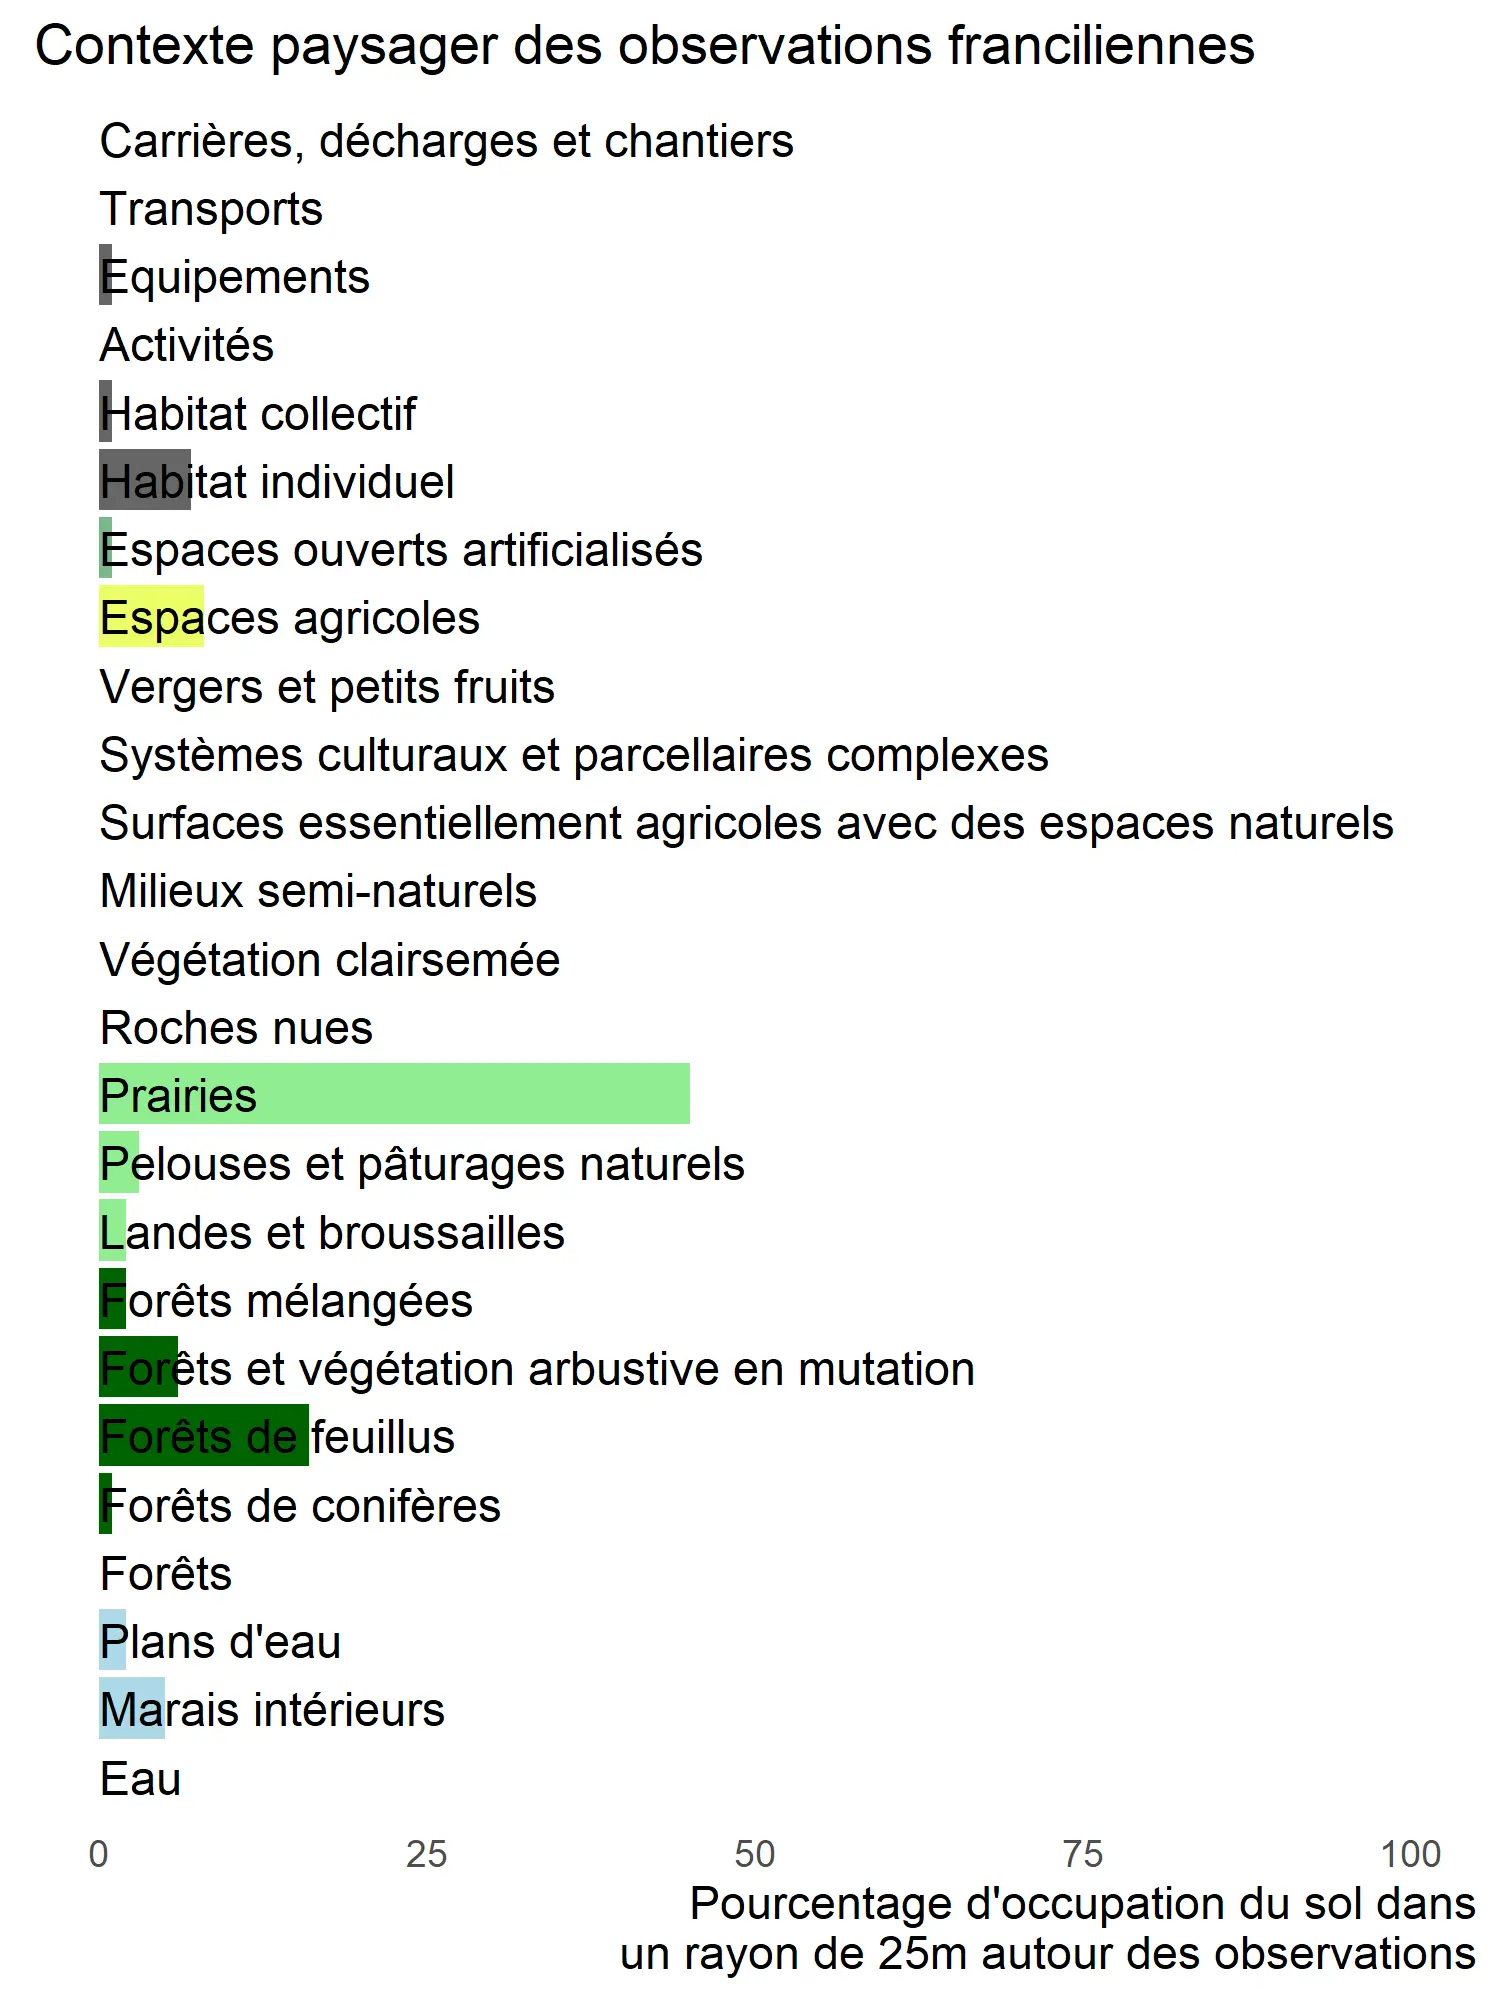 Contexte paysager des observations franciliennes
Carrières, décharges et chantiers
Transports
Equipements
Activités
Habitat collectif
Habitat individuel
Espaces ouverts artificialisés
Espaces agricoles
Vergers et petits fruits
Systèmes culturaux et parcellaires complexes
Surfaces essentiellement agricoles avec des espaces naturels
Milieux semi-naturels
Végétation clairsemée
Roches nues
Prairies
Pelouses et pâturages naturels
Landes et broussailles
Forêts mélangées
Forêts et végétation arbustive en mutation
Forêts de feuillus
Forêts de conifères
Forêts
Plans d'eau
Marais intérieurs
Eau
0 25 50 75 100
Pourcentage d'occupation du sol dans
un rayon de 25m autour des observations